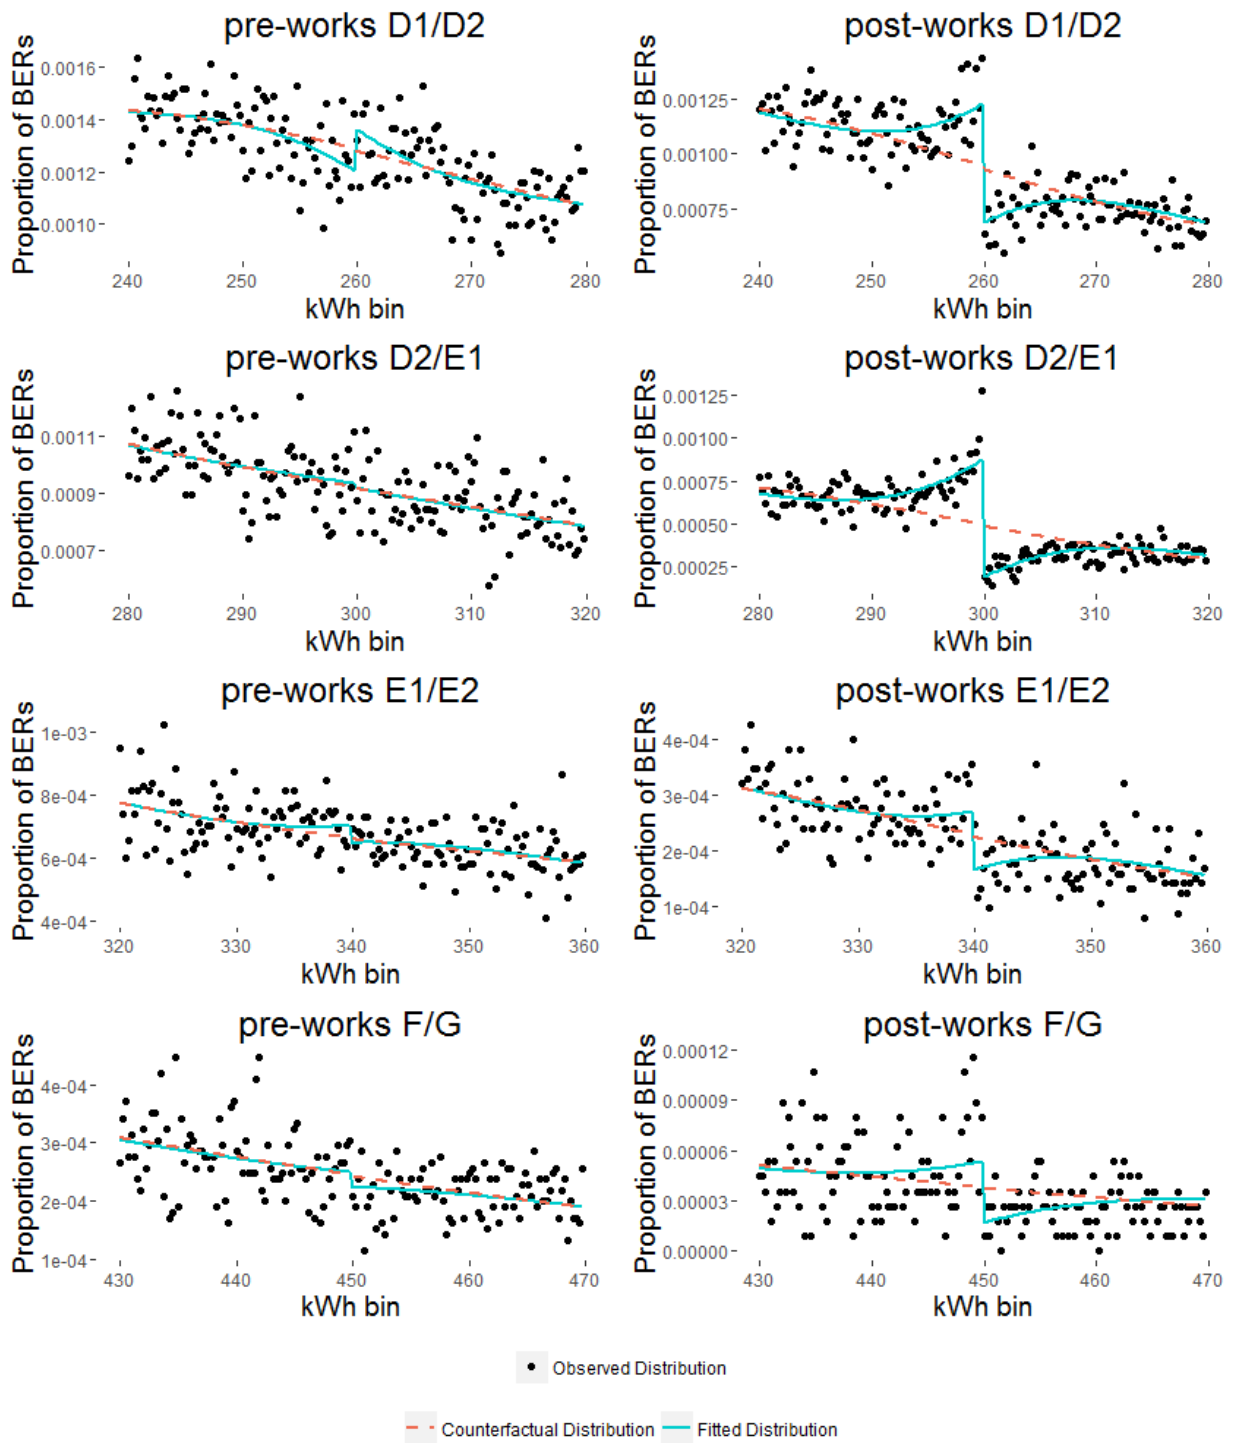 pre-works D1/D2
post-works D1/D2
Proportion of BERs
0.0016
0.0014
0.0012
0.0010
240 250 260 270 280
kWh bin
Proportion of BERs
0.00125
0.00100
0.00075
240 250 260 270 280
kWh bin
pre-works D2/E1
post-works D2/E1
Proportion of BERs
0.0011
0.0009
0.0007
280 290 300 310 320
kWh bin
Proportion of BERs
0.00125
0.00100
0.00075
0.00050
0.00025
280 290 300 310 320
kWh bin
pre-works E1/E2
post-works E1/E2
Proportion of BERs
1e-03
8e-04
6e-04
4e-04
320 330 340 350 360
kWh bin
Proportion of BERs
4e-04
3e-04
2e-04
1e-04
320 330 340 350 360
kWh bin
pre-works F/G
post-works F/G
Proportion of BERs
4e-04
3e-04
2e-04
1e-04
430 440 450 460 470
kWh bin
Proportion of BERs
0.00012
0.00009
0.00006
0.00003
0.00000
430 440 450 460 470
kWh bin
Observed Distribution
Counterfactual Distribution Fitted Distribution